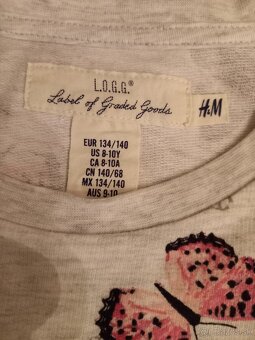 L.O.G.G.®
Label of Graded Goods
H&M
EUR 134/140
US 8-10Y
CA 8-10A
CN 140/68
MX 134/140
AUS 9-10